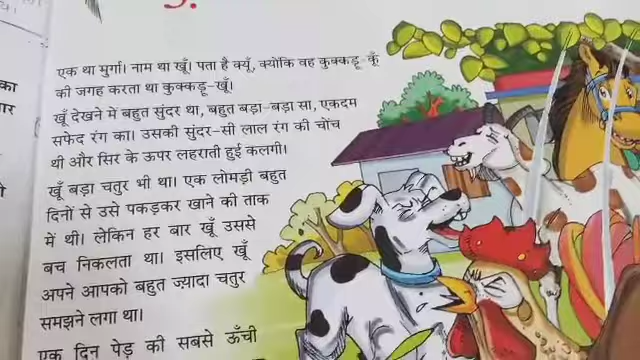 एक था मुर्गा। नाम था खूँ। पता है क्यूँ, क्योंकि वह कुक्कड़ू-कूँ
की जगह करता था कुक्कडू-खूँ।
खूँ देखने में बहुत सुंदर था, बहुत बड़ा-बड़ा सा, एकदम
सफेद रंग का। उसकी सुंदर-सी लाल रंग की चोंच
थी और सिर के ऊपर लहराती हुई कलगी।
खूँ बड़ा चतुर भी था। एक लोमड़ी बहुत
दिनों से उसे पकड़कर खाने की ताक
में थी। लेकिन हर बार खूँ उससे
बच निकलता था। इसलिए खूँ
अपने आपको बहुत ज़्यादा चतुर
समझने लगा था।
एक दिन पेड़ की सबसे ऊँची